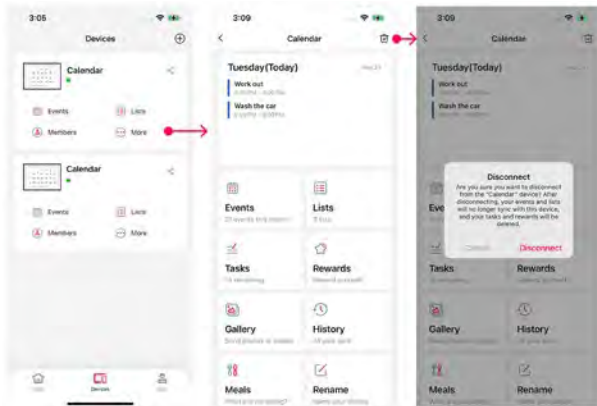 3:05
Devices
Calendar
Events
Lists
Members
More
Calendar
Events
Lists
Members
More
Devices
3:09
Calendar
Tuesday(Today)
Work out
Wash the car
Events
Lists
Tasks
Rewards
Gallery
History
Meals
Rename
3:09
Calendar
Tuesday(Today)
Work out
Wash the car
Disconnect
Are you sure you want to disconnect
from the "Calendar" device? After
disconnecting, your events and lists
will no longer sync with this device,
and your tasks and rewards will be
deleted.
Cancel
Disconnect
Eve
Tasks
Rewards
Gallery
History
Meals
Rename